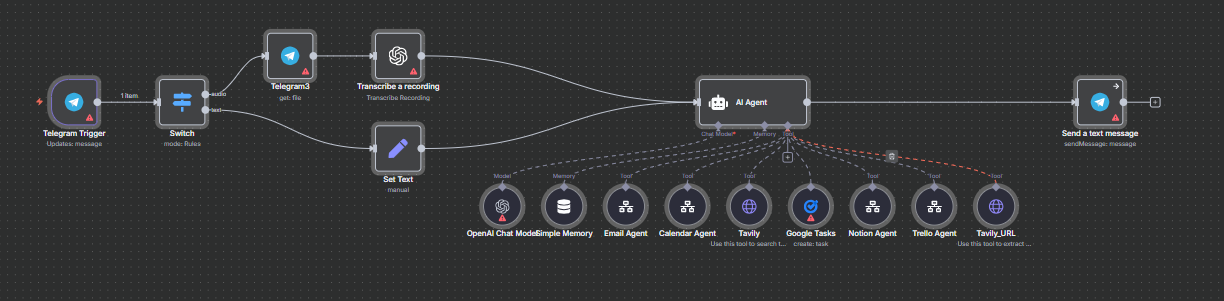 Telegram3
get: file
Transcribe a recording
Transcribe Recording
1 item
audio
text
Telegram Trigger
Updates: message
Switch
mode: Rules
Set Text
manual
AI Agent
Chat Model*
Memory
Tool
Send a text message
sendMessage: message
Model
Memory
Tool
Tool
Tool
Tool
Tool
Tool
OpenAI Chat Model
Simple Memory
Email Agent
Calendar Agent
Tavily
Use this tool to search t...
Google Tasks
create: task
Notion Agent
Trello Agent
Tavily_URL
Use this tool to extract ...